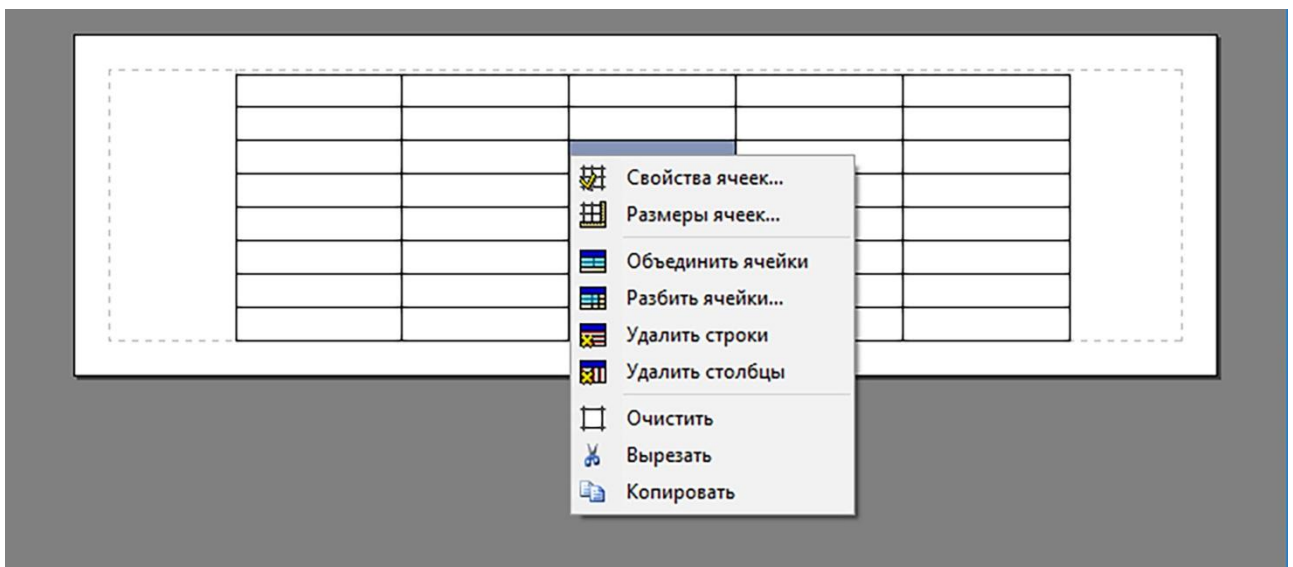 Свойства ячеек...
Размеры ячеек...
Объединить ячейки
Разбить ячейки...
Удалить строки
Удалить столбцы
Очистить
Вырезать
Копировать